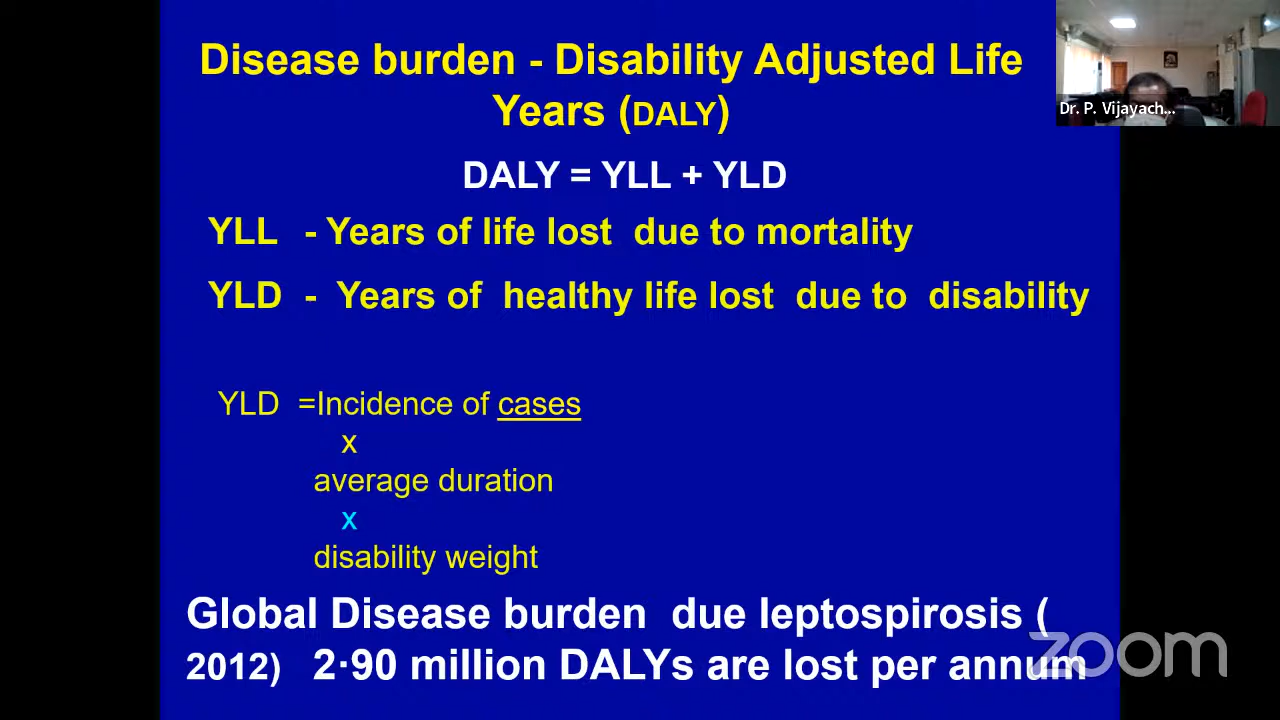 Disease burden - Disability Adjusted Life
Years (DALY)
Dr. P. Vijayach...
DALY = YLL + YLD
YLL - Years of life lost due to mortality
YLD - Years of healthy life lost due to disability
YLD =Incidence of cases
x
average duration
x
disability weight
Global Disease burden due leptospirosis (
2012) 2·90 million DALYs are lost per annum
zoom